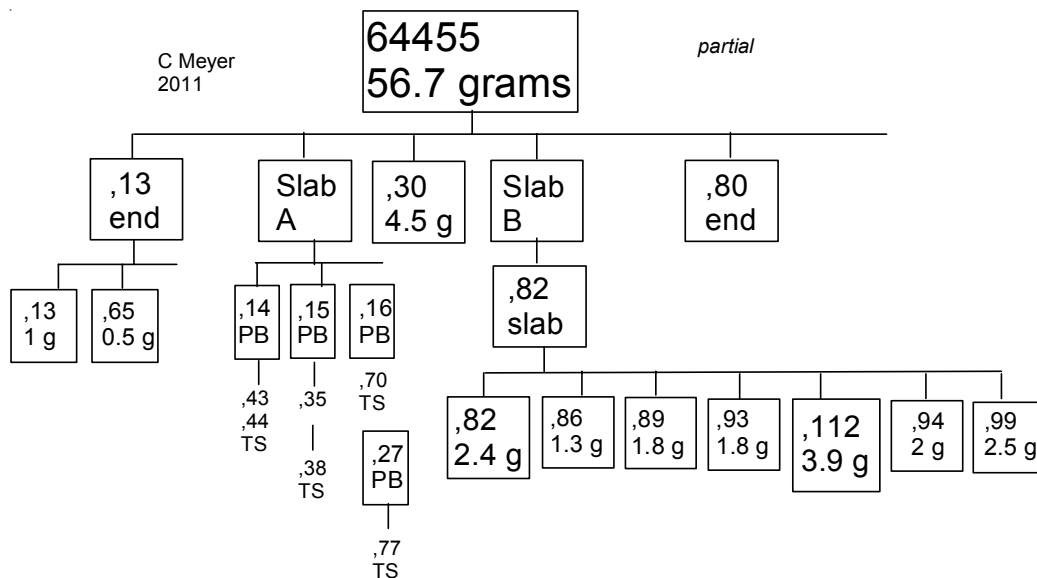 C Meyer
2011
64455
56.7 grams
partial
,13
end
Slab
A
,30
4.5 g
Slab
B
,80
end
,13
1 g
,65
0.5 g
,14
PB
,15
PB
,16
PB
,82
slab
,43
,44
TS
,35
,38
TS
,70
TS
,27
PB
,77
TS
,82
2.4 g
,86
1.3 g
,89
1.8 g
,93
1.8 g
,112
3.9 g
,94
2 g
,99
2.5 g